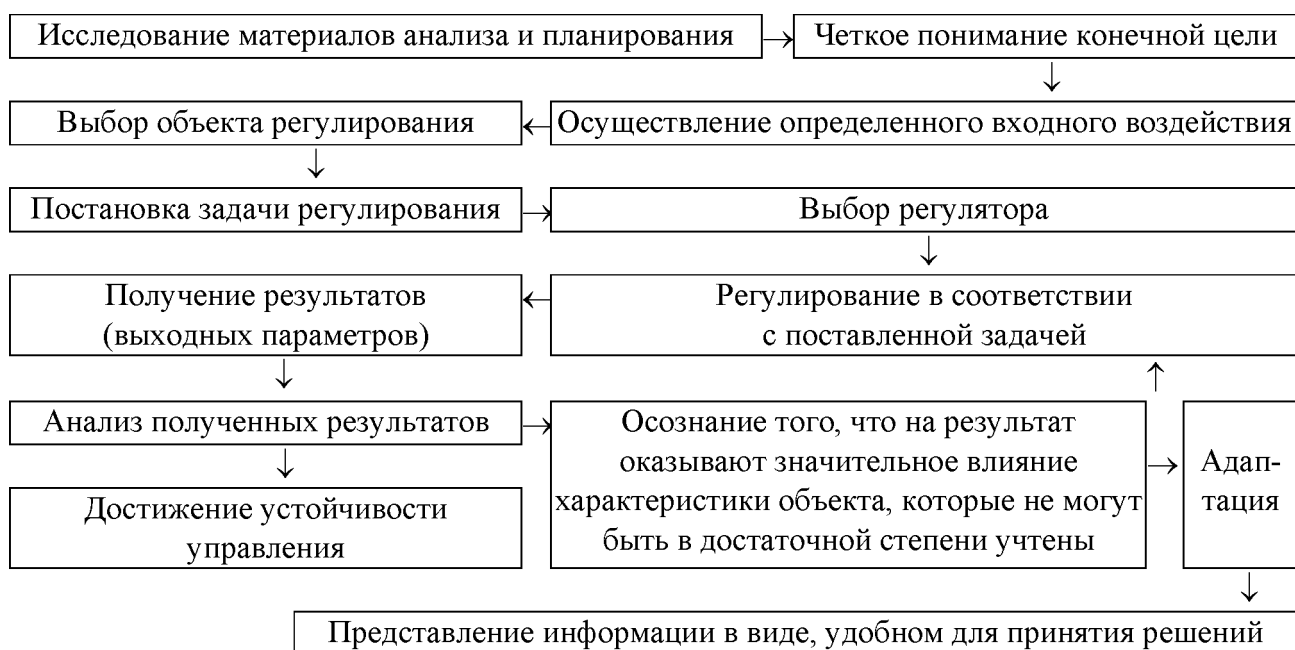 Исследование материалов анализа и планирования
Четкое понимание конечной цели
Осуществление определенного входного воздействия
Выбор объекта регулирования
Постановка задачи регулирования
Выбор регулятора
Регулирование в соответствии
с поставленной задачей
Получение результатов
(выходных параметров)
Анализ полученных результатов
Достижение устойчивости
управления
Осознание того, что на результат
оказывают значительное влияние
характеристики объекта, которые не могут
быть в достаточной степени учтены
Адап-
тация
Представление информации в виде, удобном для принятия решений